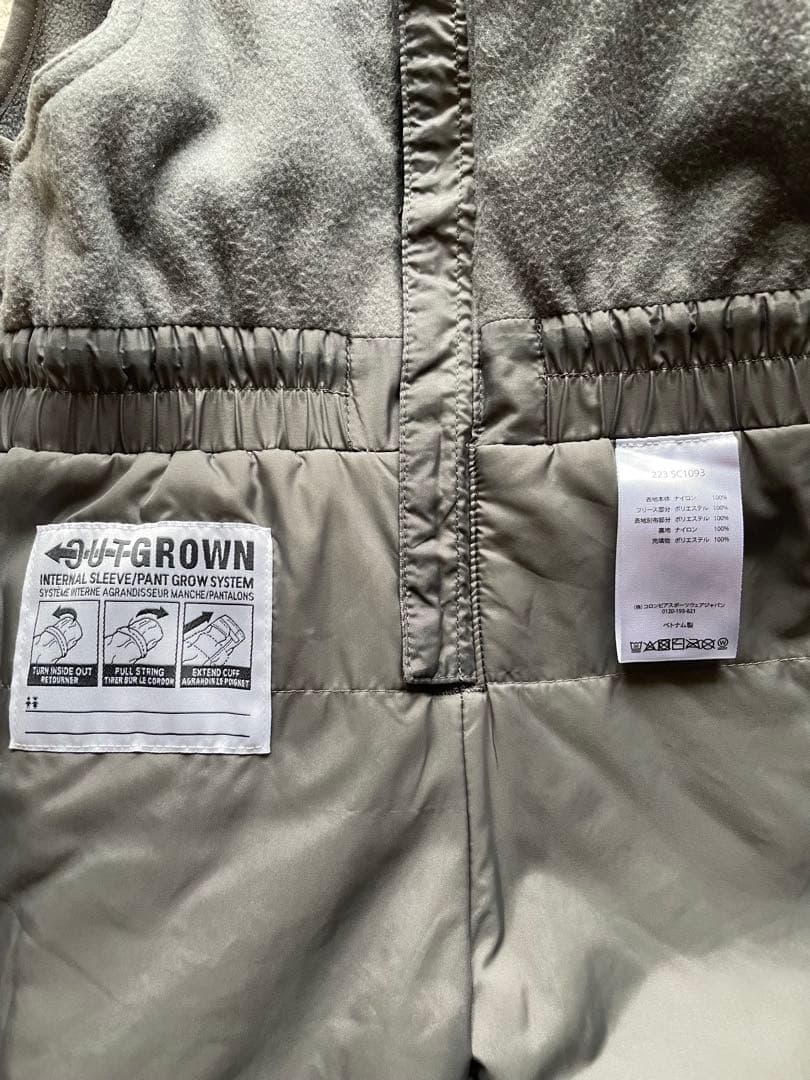 OUTGROWN
INTERNAL SLEEVE/PANT GROW SYSTEM
SYSTÈME INTERNE AGRANDISSEUR MANCHE/PANTALONS
TURN INSIDE OUT
RETOURNER
PULL STRING
TIRER SUR LE CORDON
EXTEND CUFF
AGRANDIR LE POIGNET
223 SC1093
表地本体 ナイロン 100%
フリース部分 ポリエステル 100%
表地別布部分 ポリエステル 100%
裏地 ナイロン 100%
充填物 ポリエステル 100%
(株)コロンビアスポーツウェアジャパン
0120-193-821
ベトナム製